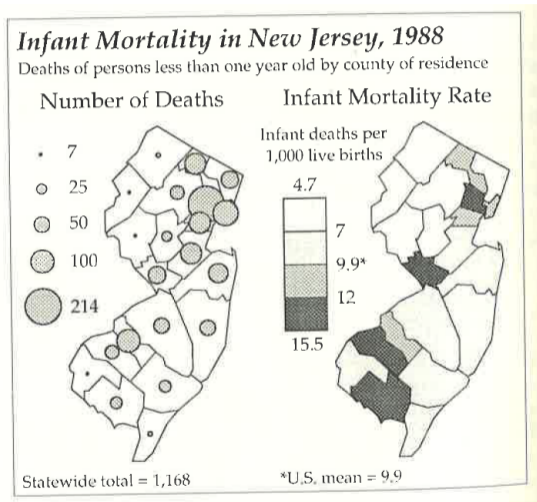 Infant Mortality in New Jersey, 1988
Deaths of persons less than one year old by county of residence
Number of Deaths
7
25
50
100
214
Statewide total = 1,168
Infant Mortality Rate
Infant deaths per
1,000 live births
4.7
7
9.9*
12
15.5
*U.S. mean = 9.9